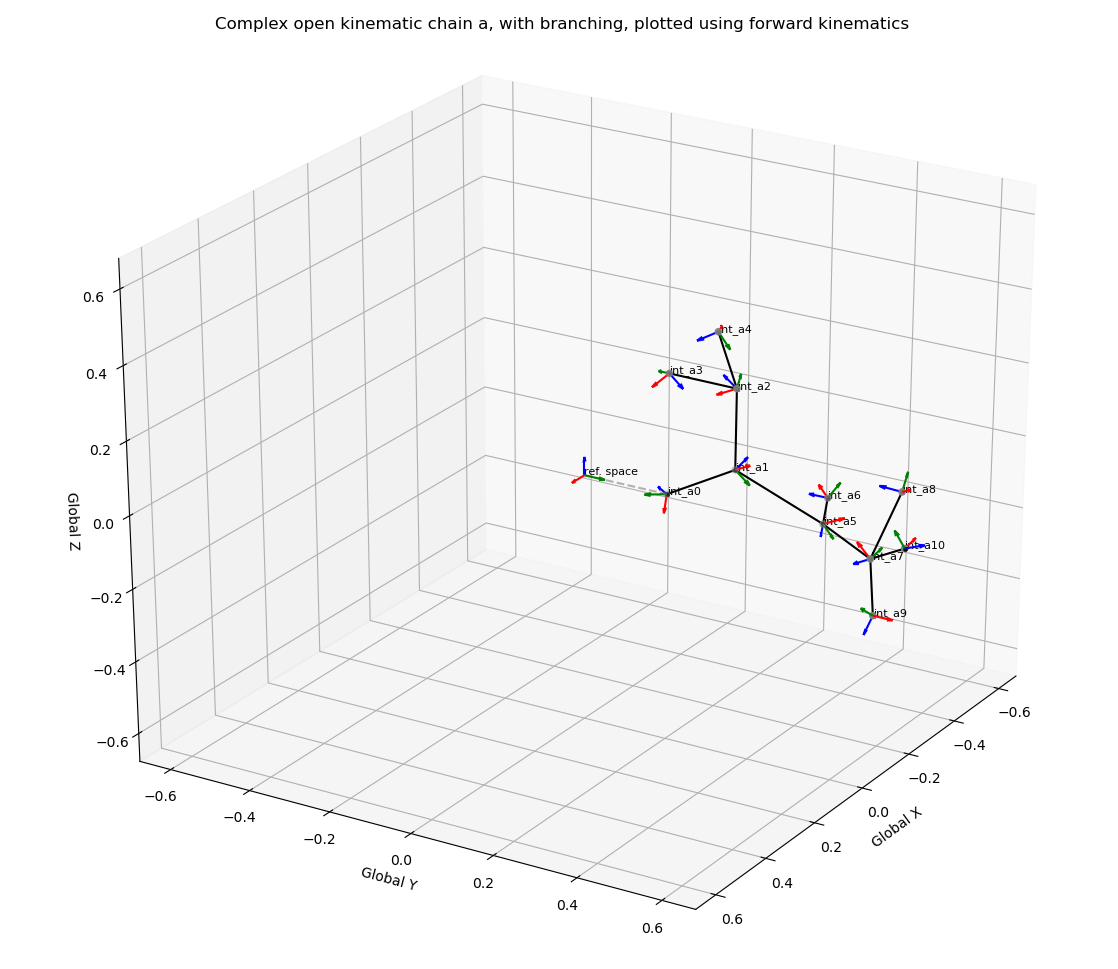 Complex open kinematic chain a, with branching, plotted using forward kinematics
int_a4
int_a3
int_a2
int_a1
ref. space
int_a0
int_a6
int_a8
int_a5
int_a10
int_a7
int_a9
0.6
0.4
0.2
0.0
−0.2
−0.4
−0.6
Global Z
−0.6
−0.4
−0.2
0.0
0.2
0.4
0.6
Global Y
−0.6
−0.4
−0.2
0.0
0.2
0.4
0.6
Global X